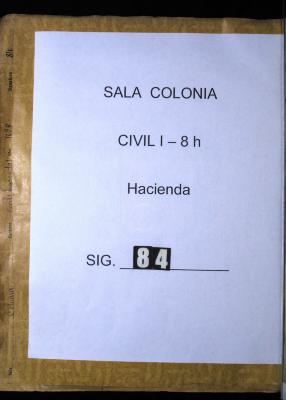 SALA COLONIA
CIVIL I – 8 h
Hacienda
SIG. 84